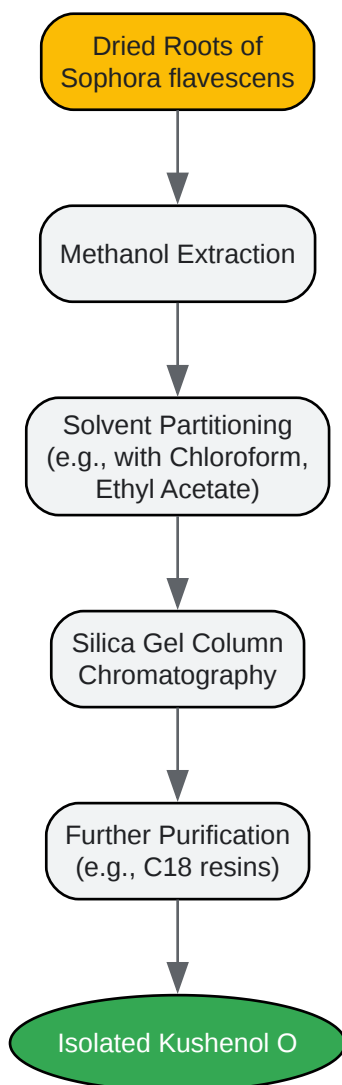 Dried Roots of
Sophora flavescens
Methanol Extraction
Solvent Partitioning
(e.g., with Chloroform,
Ethyl Acetate)
Silica Gel Column
Chromatography
Further Purification
(e.g., C18 resins)
Isolated Kushenol O